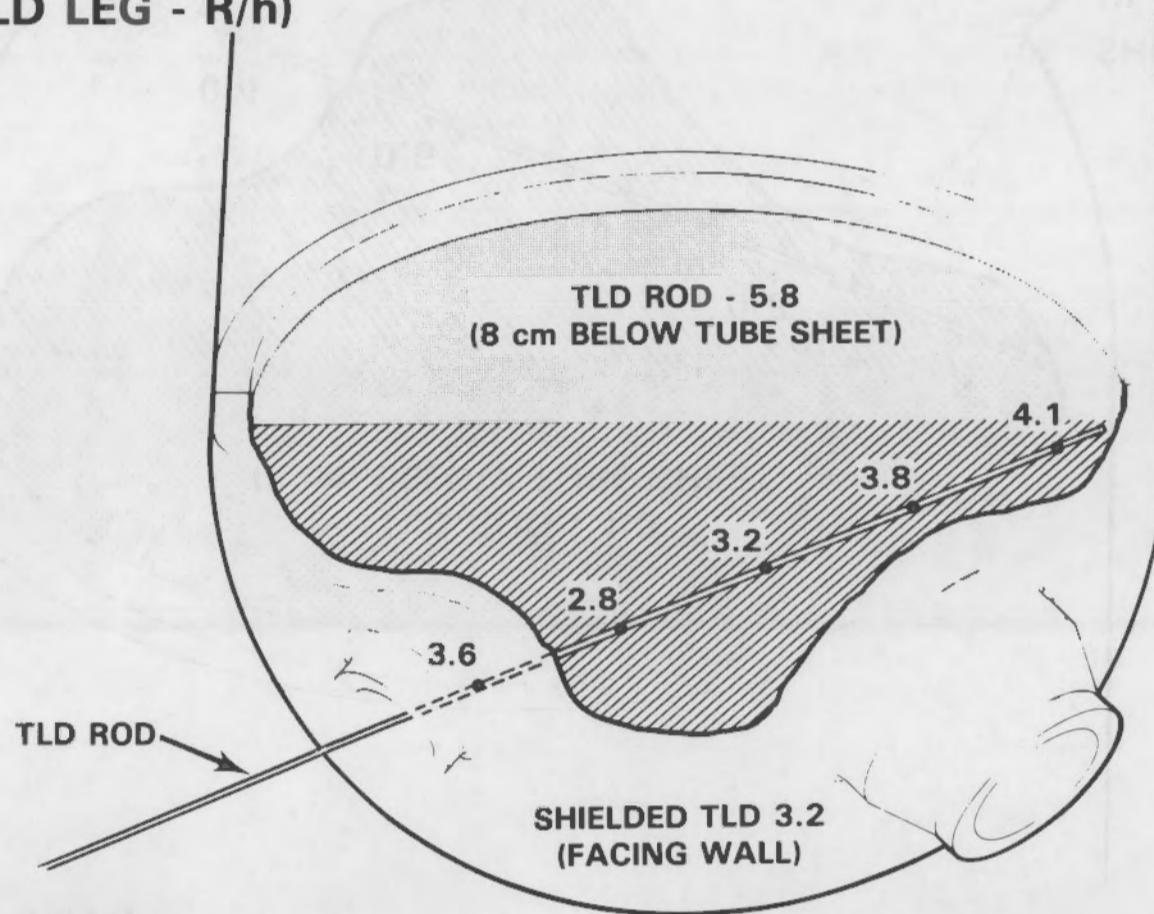 LD LEG - R/h)
TLD ROD - 5.8
(8 cm BELOW TUBE SHEET)
4.1
3.8
3.2
2.8
3.6
TLD ROD
SHIELDED TLD 3.2
(FACING WALL)